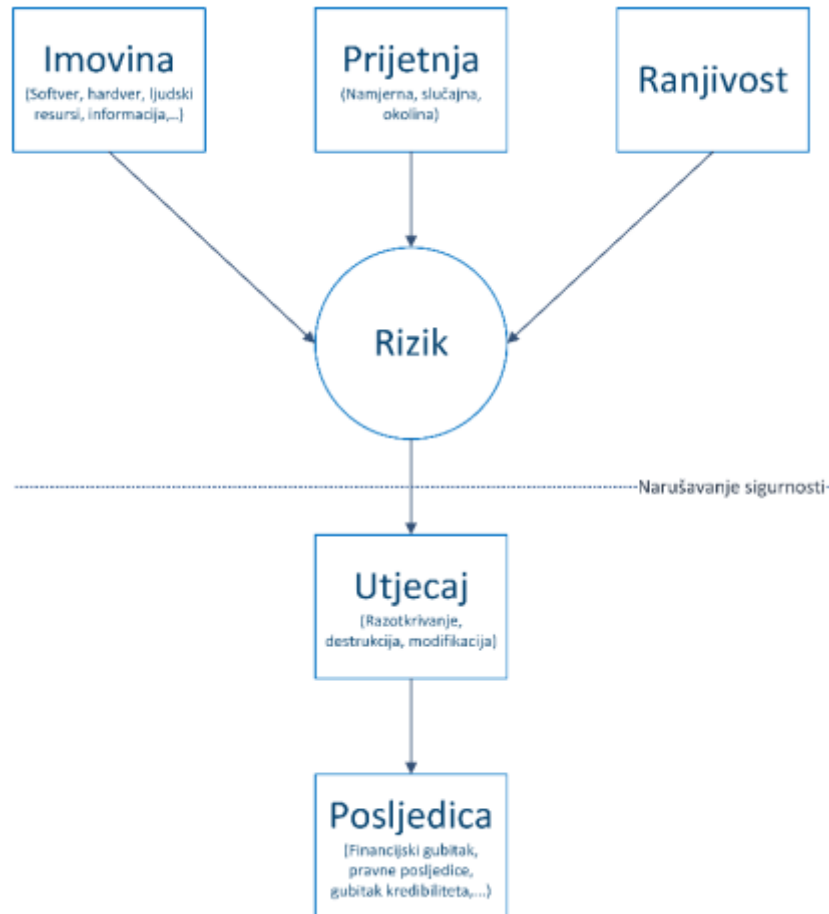 Imovina
(Softver, hardver, ljudski
resursi, informacija,..)
Prijetnja
(Namjerna, slučajna,
okolina)
Ranjivost
Rizik
Narušavanje sigurnosti
Utjecaj
(Razotkrivanje,
destrukcija, modifikacija)
Posljedica
(Financijski gubitak,
pravne posljedice,
gubitak kredibiliteta,...)